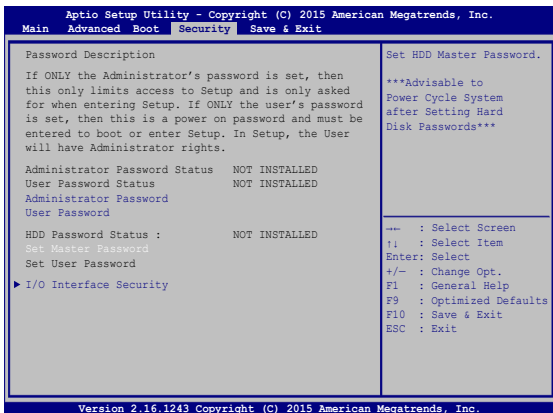 Aptio Setup Utility - Copyright (C) 2015 American Megatrends, Inc.
Main Advanced Boot Security Save & Exit
Password Description
If ONLY the Administrator's password is set, then
this only limits access to Setup and is only asked
for when entering Setup. If ONLY the user's password
is set, then this is a power on password and must be
entered to boot or enter Setup. In Setup, the User
will have Administrator rights.
Administrator Password Status NOT INSTALLED
User Password Status NOT INSTALLED
Administrator Password
User Password
HDD Password Status : NOT INSTALLED
Set Master Password
Set User Password
▶ I/O Interface Security
Set HDD Master Password.
***Advisable to
Power Cycle System
after Setting Hard
Disk Passwords***
→← : Select Screen
↑↓ : Select Item
Enter: Select
+/— : Change Opt.
F1 : General Help
F9 : Optimized Defaults
F10 : Save & Exit
ESC : Exit
Version 2.16.1243 Copyright (C) 2015 American Megatrends, Inc.